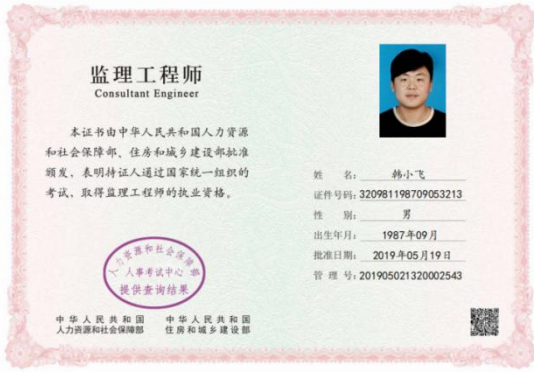 监理工程师
Consultant Engineer
本证书由中华人民共和国人力资源
和社会保障部、住房和城乡建设部批准
颁发，表明持证人通过国家统一组织的
考试，取得监理工程师的执业资格。
人力资源和社会保障部
人事考试中心
提供查询结果
中华人民共和国
人力资源和社会保障部
中华人民共和国
住房和城乡建设部
姓 名：韩小飞
证件号码：320981198709053213
性 别：男
出生年月：1987年09月
批准日期：2019年05月19日
管 理 号：201905021320002543